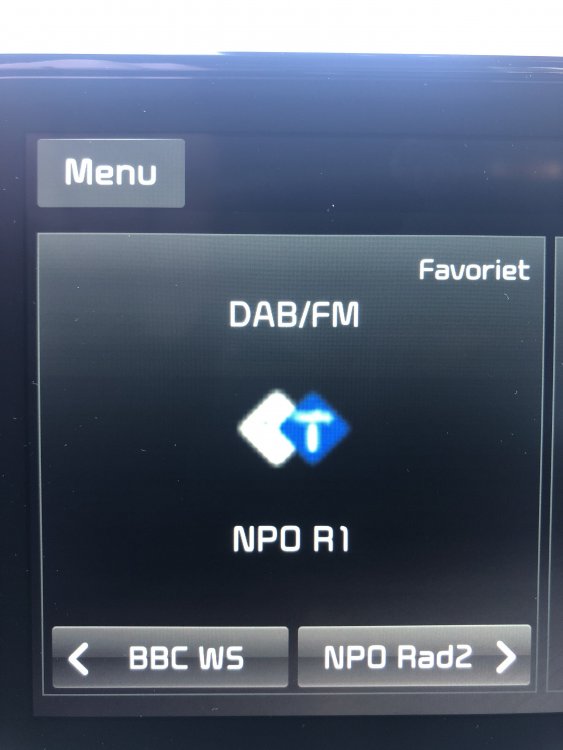 Menu
Favoriet
DAB/FM
NPO R1
BBC WS
NPO Rad2